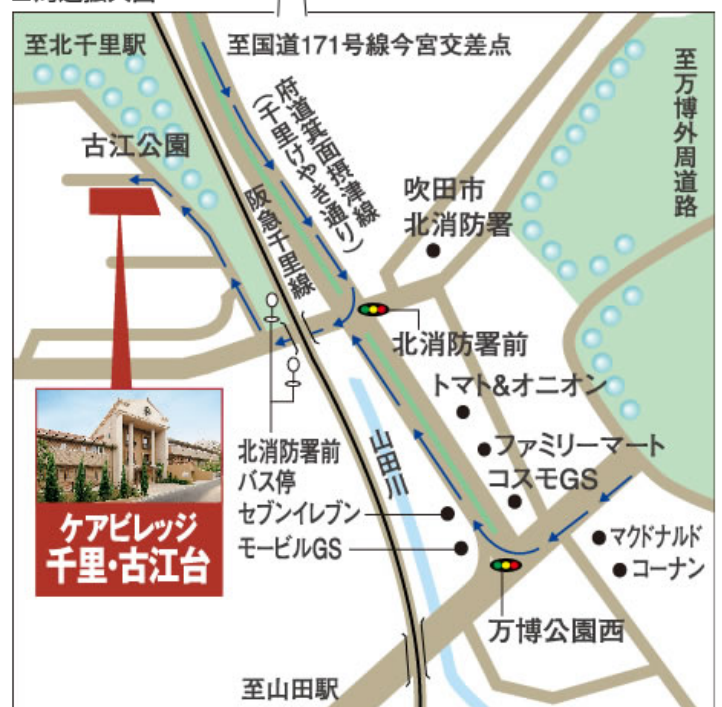 至北千里駅
至国道171号線今宮交差点
至万博外周道路
府道箕面摂津線
(千里けやき通り)
古江公園
吹田市
北消防署
阪急千里線
北消防署前
トマト&オニオン
ファミリーマート
コスモGS
山田川
北消防署前
バス停
セブンイレブン
モービルGS
マクドナルド
コーナン
ケアビレッジ
千里・古江台
万博公園西
至山田駅